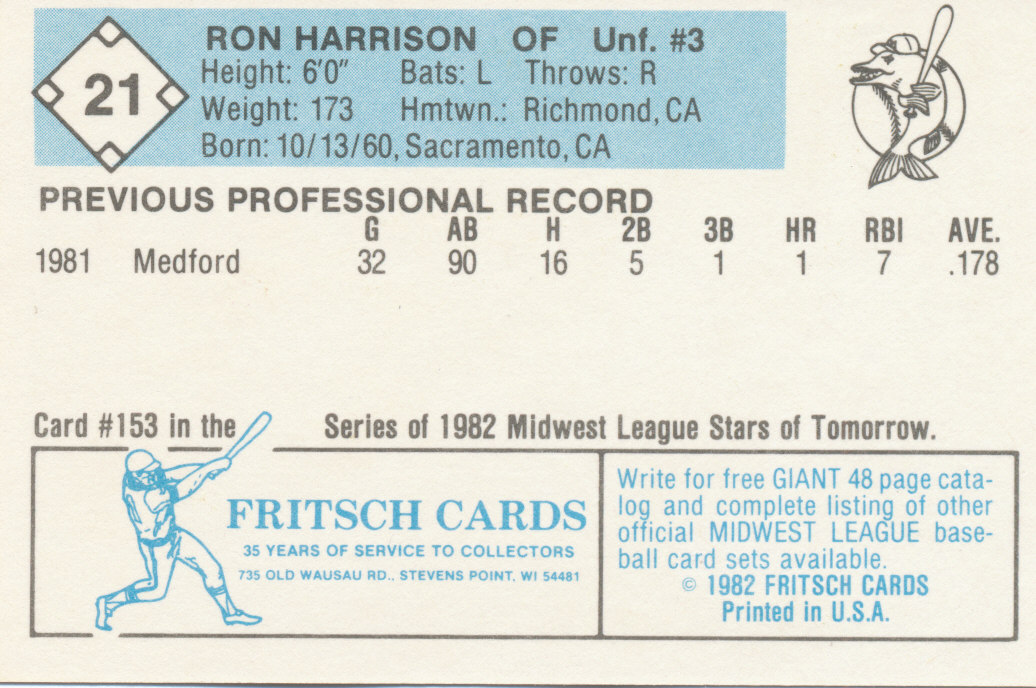 21
RON HARRISON OF Unf. #3
Height: 6'0" Bats: L Throws: R
Weight: 173 Hmtwn.: Richmond, CA
Born: 10/13/60, Sacramento, CA
PREVIOUS PROFESSIONAL RECORD
G AB H 2B 3B HR RBI AVE.
1981 Medford 32 90 16 5 1 1 7 .178
Card #153 in the Series of 1982 Midwest League Stars of Tomorrow.
FRITSCH CARDS
35 YEARS OF SERVICE TO COLLECTORS
735 OLD WAUSAU RD., STEVENS POINT, WI 54481
Write for free GIANT 48 page cata-
log and complete listing of other
official MIDWEST LEAGUE base-
ball card sets available.
© 1982 FRITSCH CARDS
Printed in U.S.A.